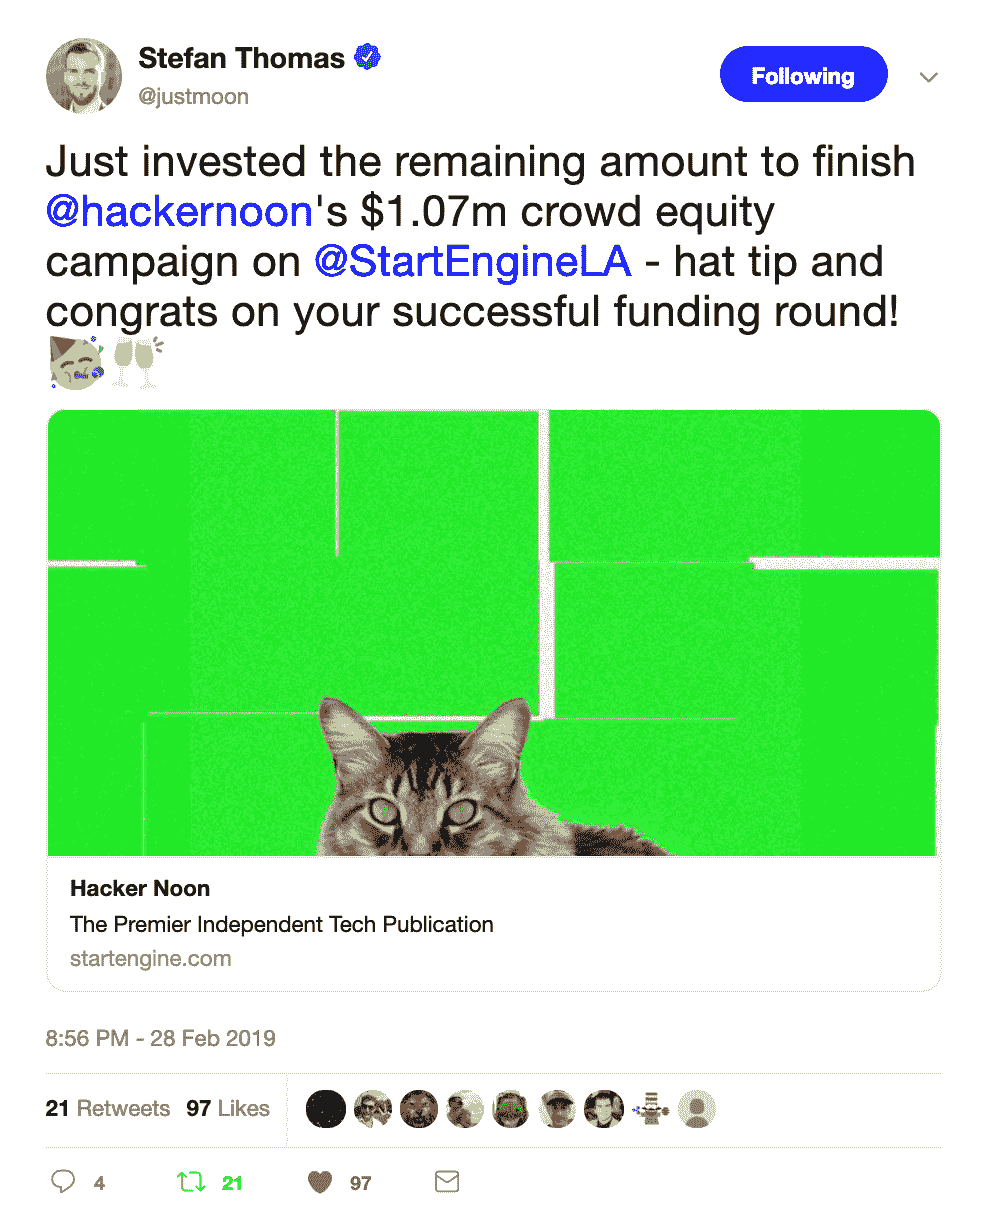 Stefan Thomas
@justmoon
Following
Just invested the remaining amount to finish
@hackernoon's $1.07m crowd equity
campaign on @StartEngineLA - hat tip and
congrats on your successful funding round!
Hacker Noon
The Premier Independent Tech Publication
startengine.com
8:56 PM - 28 Feb 2019
21 Retweets 97 Likes
4 21 97